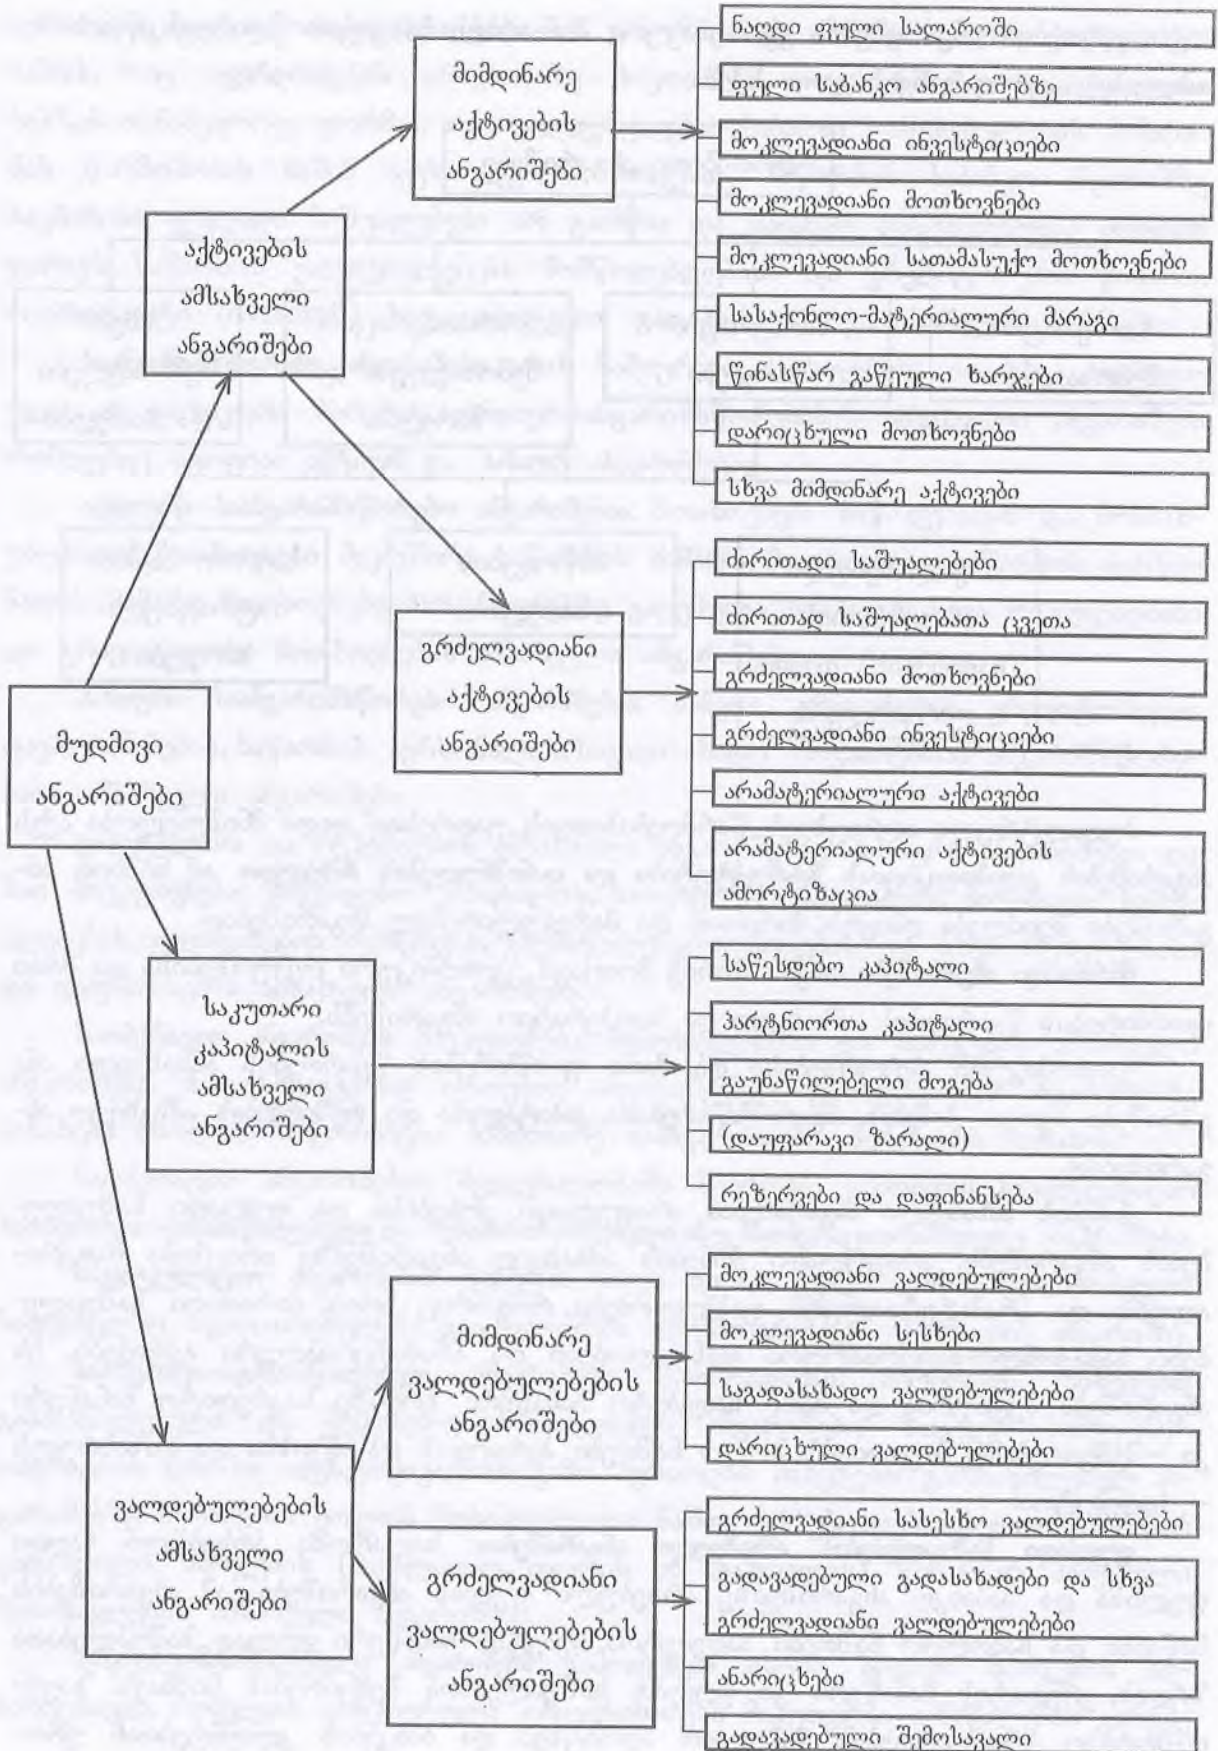 ნაღდი ფული სალაროში
ფული საბანკო ანგარიშებზე
მოკლევადიანი ინვესტიციები
მოკლევადიანი მოთხოვნები
მოკლევადიანი სათამასუქო მოთხოვნები
სასაქონლო-მატერიალური მარაგი
წინასწარ გაწეული ხარჯები
დარიცხული მოთხოვნები
სხვა მიმდინარე აქტივები
მიმდინარე
აქტივების
ანგარიშები
აქტივების
ამსახველი
ანგარიშები
ძირითადი საშუალებები
ძირითად საშუალებათა ცვეთა
გრძელვადიანი მოთხოვნები
გრძელვადიანი ინვესტიციები
არამატერიალური აქტივები
არამატერიალური აქტივების
ამორტიზაცია
გრძელვადიანი
აქტივების
ანგარიშები
მუდმივი
ანგარიშები
საკუთარი
კაპიტალის
ამსახველი
ანგარიშები
საწესდებო კაპიტალი
პარტნიორთა კაპიტალი
გაუნაწილებელი მოგება
(დაუფარავი ზარალი)
რეზერვები და დაფინანსება
მოკლევადიანი ვალდებულებები
მოკლევადიანი სესხები
საგადასახადო ვალდებულებები
დარიცხული ვალდებულებები
მიმდინარე
ვალდებულებების
ანგარიშები
ვალდებულებების
ამსახველი
ანგარიშები
გრძელვადიანი
ვალდებულებების
ანგარიშები
გრძელვადიანი სასესხო ვალდებულებები
გადავადებული გადასახადები და სხვა
გრძელვადიანი ვალდებულებები
ანარიცხები
გადავადებული შემოსავალი